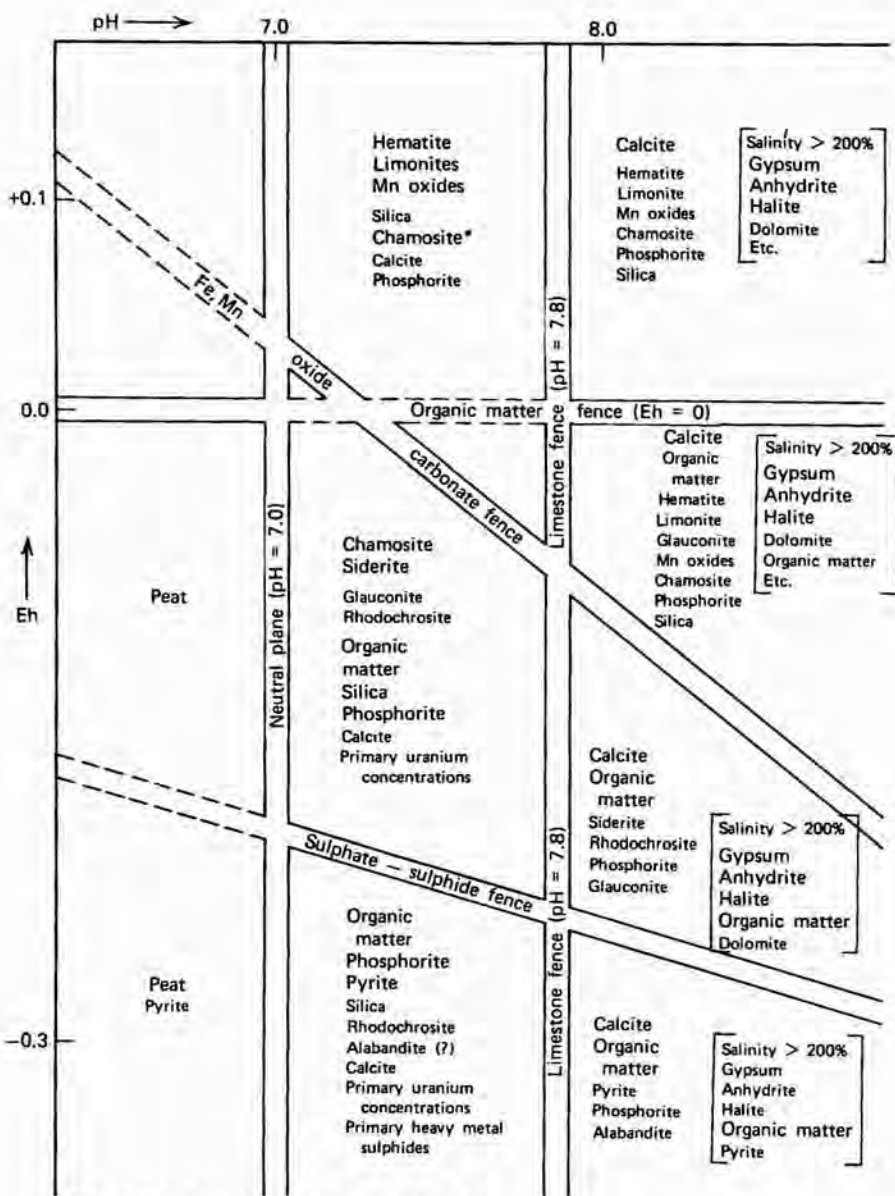 pH
7.0
8.0
+0.1
0.0
Eh
−0.3
Fe, Mn
oxide
carbonate fence
Organic matter fence (Eh = 0)
Neutral plane (pH = 7.0)
Limestone fence (pH = 7.8)
Limestone fence (pH = 7.8)
Sulphate — sulphide fence
Hematite
Limonites
Mn oxides
Silica
Chamosite*
Calcite
Phosphorite
Calcite
Hematite
Limonite
Mn oxides
Chamosite
Phosphorite
Silica
Salinity > 200%
Gypsum
Anhydrite
Halite
Dolomite
Etc.
Calcite
Organic
matter
Hematite
Limonite
Glauconite
Mn oxides
Chamosite
Phosphorite
Silica
Salinity > 200%
Gypsum
Anhydrite
Halite
Dolomite
Organic matter
Etc.
Peat
Chamosite
Siderite
Glauconite
Rhodochrosite
Organic
matter
Silica
Phosphorite
Calcite
Primary uranium
concentrations
Calcite
Organic
matter
Siderite
Rhodochrosite
Phosphorite
Glauconite
Salinity > 200%
Gypsum
Anhydrite
Halite
Organic matter
Dolomite
Peat
Pyrite
Organic
matter
Phosphorite
Pyrite
Silica
Rhodochrosite
Alabandite (?)
Calcite
Primary uranium
concentrations
Primary heavy metal
sulphides
Calcite
Organic
matter
Pyrite
Phosphorite
Alabandite
Salinity > 200%
Gypsum
Anhydrite
Halite
Organic matter
Pyrite